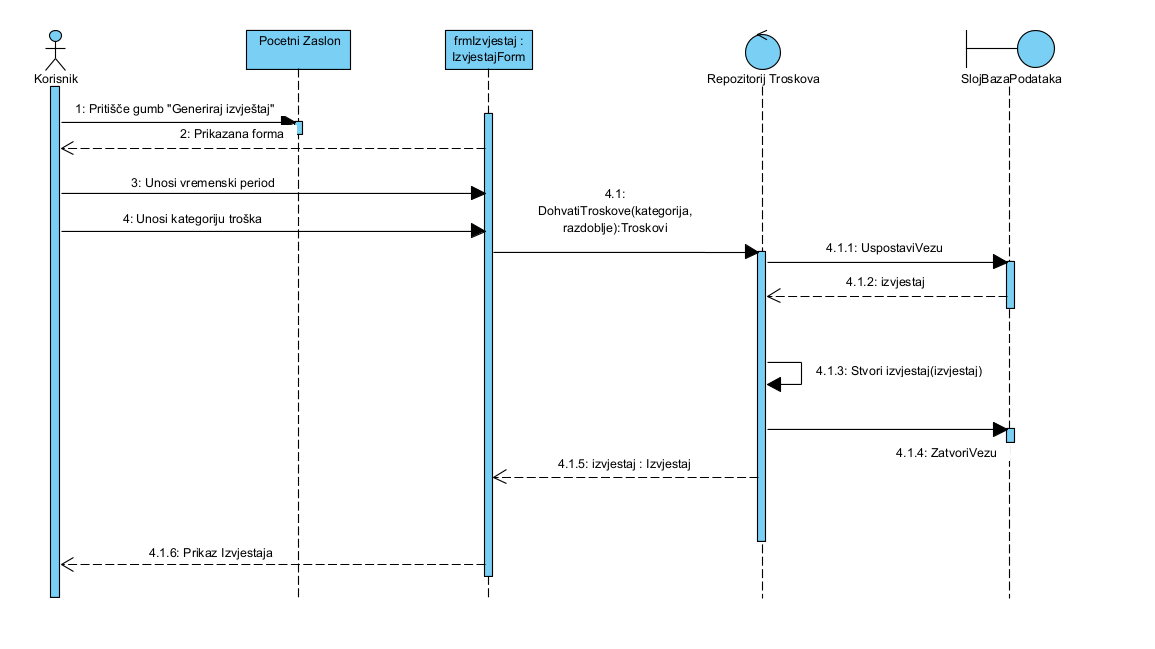 Korisnik
Pocetni Zaslon
frmIzvjestaj :
IzvjestajForm
Repozitorij Troskova
SlojBazaPodataka
1: Pritišče gumb "Generiraj izvještaj"
2: Prikazana forma
3: Unosi vremenski period
4: Unosi kategoriju troška
4.1:
DohvatiTroskove(kategorija,
razdoblje):Troskovi
4.1.1: UspostaviVezu
4.1.2: izvjestaj
4.1.3: Stvori izvjestaj(izvjestaj)
4.1.4: ZatvoriVezu
4.1.5: izvjestaj : Izvjestaj
4.1.6: Prikaz Izvjestaja